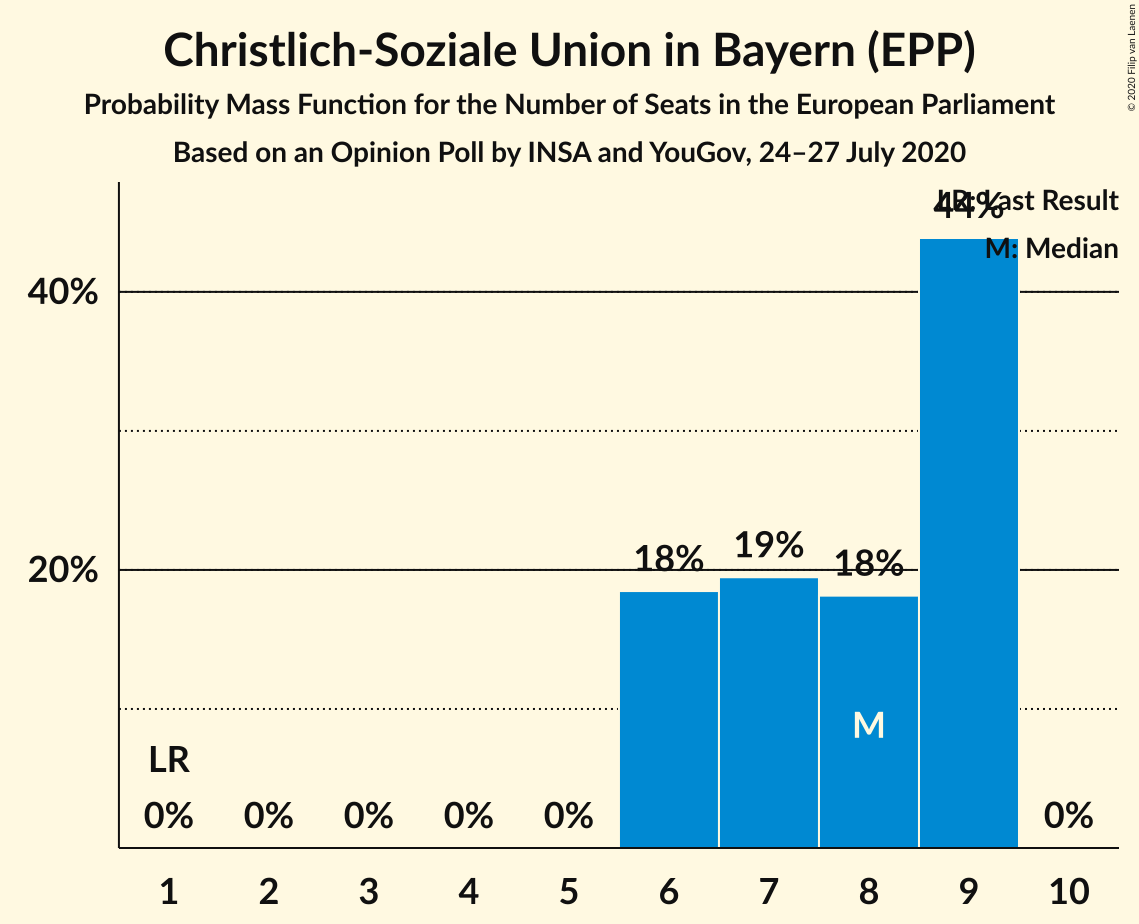 Christlich-Soziale Union in Bayern (EPP)
Probability Mass Function for the Number of Seats in the European Parliament
Based on an Opinion Poll by INSA and YouGov, 24–27 July 2020
© 2020 Filip van Laenen
LR: Last Result
M: Median
44%
40%
20%
18%
19%
18%
M
LR
0%
0%
0%
0%
0%
0%
1
2
3
4
5
6
7
8
9
10